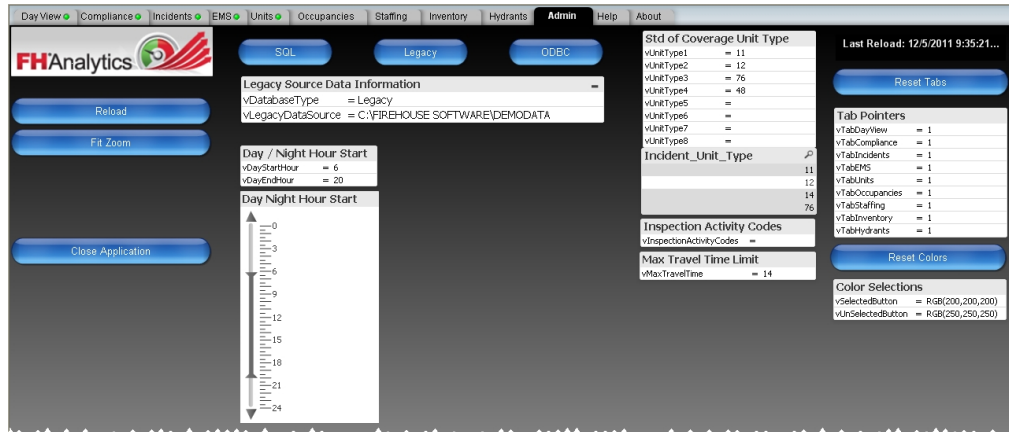 Day View Compliance Incidents EMS Units Occupancies Staffing Inventory Hydrants Admin Help About
FH Analytics
Reload
Fit Zoom
Close Application
SQL Legacy ODBC
Legacy Source Data Information
vDatabaseType = Legacy
vLegacyDataSource = C:\FIREHOUSE SOFTWARE\DEMODATA
Day / Night Hour Start
vDayStartHour = 6
vDayEndHour = 20
Day Night Hour Start
0
3
6
9
12
15
18
21
24
Std of Coverage Unit Type
vUnitType1 = 11
vUnitType2 = 12
vUnitType3 = 76
vUnitType4 = 48
vUnitType5 =
vUnitType6 =
vUnitType7 =
vUnitType8 =
Incident_Unit_Type
11
12
14
76
Inspection Activity Codes
vInspectionActivityCodes =
Max Travel Time Limit
vMaxTravelTime = 14
Last Reload: 12/5/2011 9:35:21...
Reset Tabs
Tab Pointers
vTabDayView = 1
vTabCompliance = 1
vTabIncidents = 1
vTabEMS = 1
vTabUnits = 1
vTabOccupancies = 1
vTabStaffing = 1
vTabInventory = 1
vTabHydrants = 1
Reset Colors
Color Selections
vSelectedButton = RGB(200,200,200)
vUnSelectedButton = RGB(250,250,250)